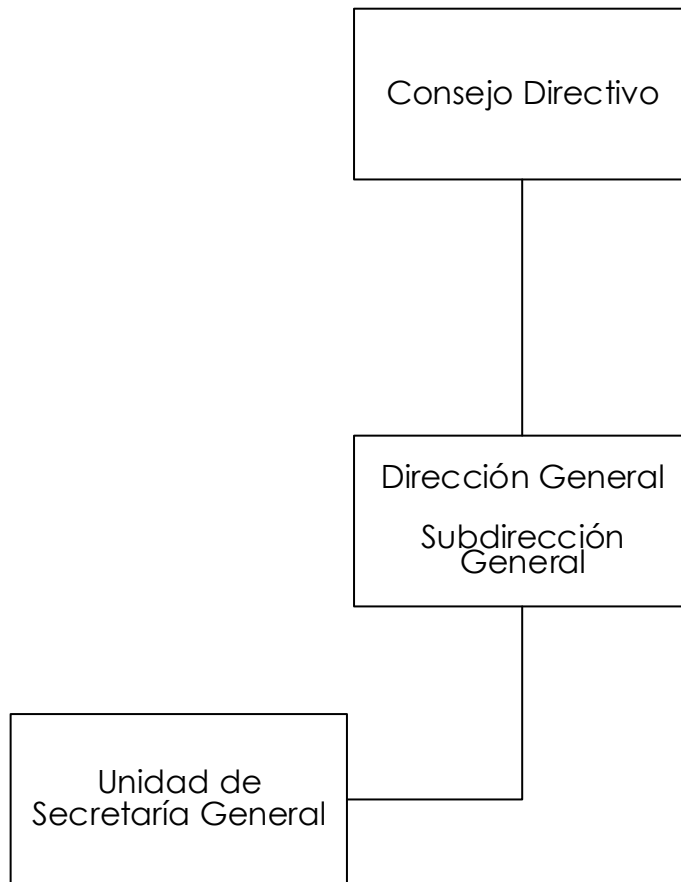 Consejo Directivo
Dirección General
Subdirección
General
Unidad de
Secretaría General